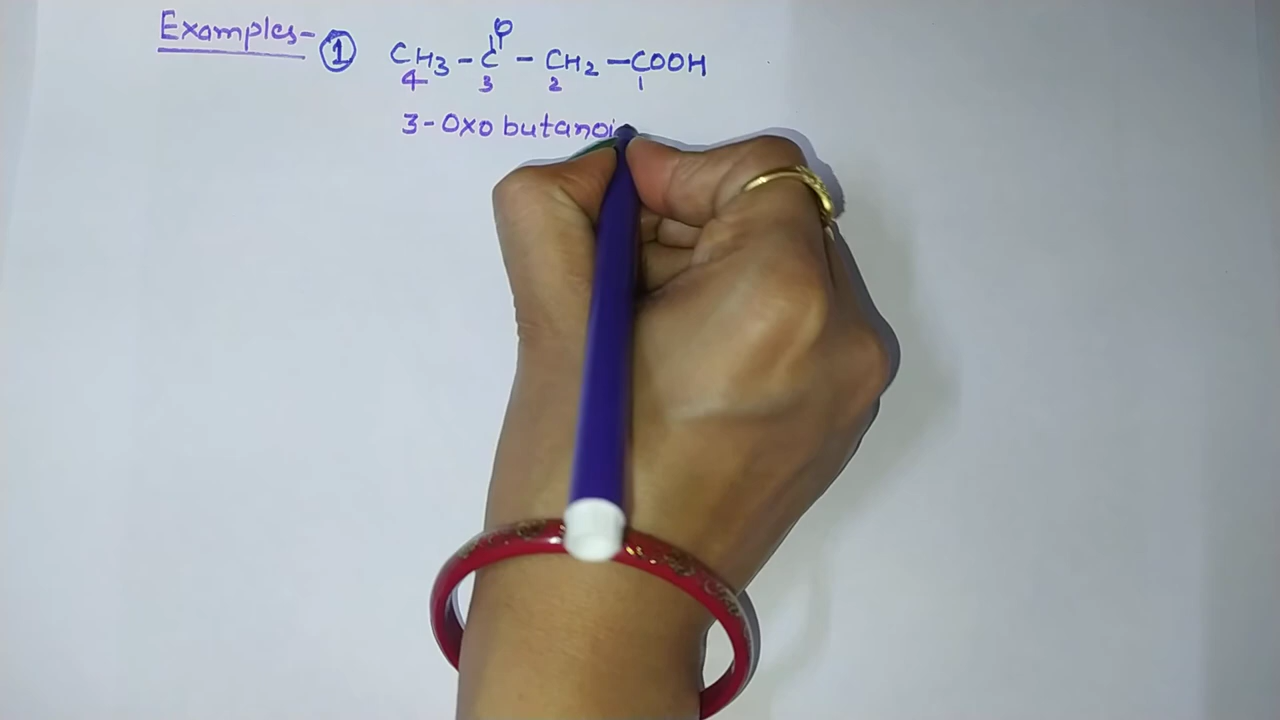 Examples- ① CH3 - C - CH2 - COOH
O
4 3 2 1
3-Oxo butanoi